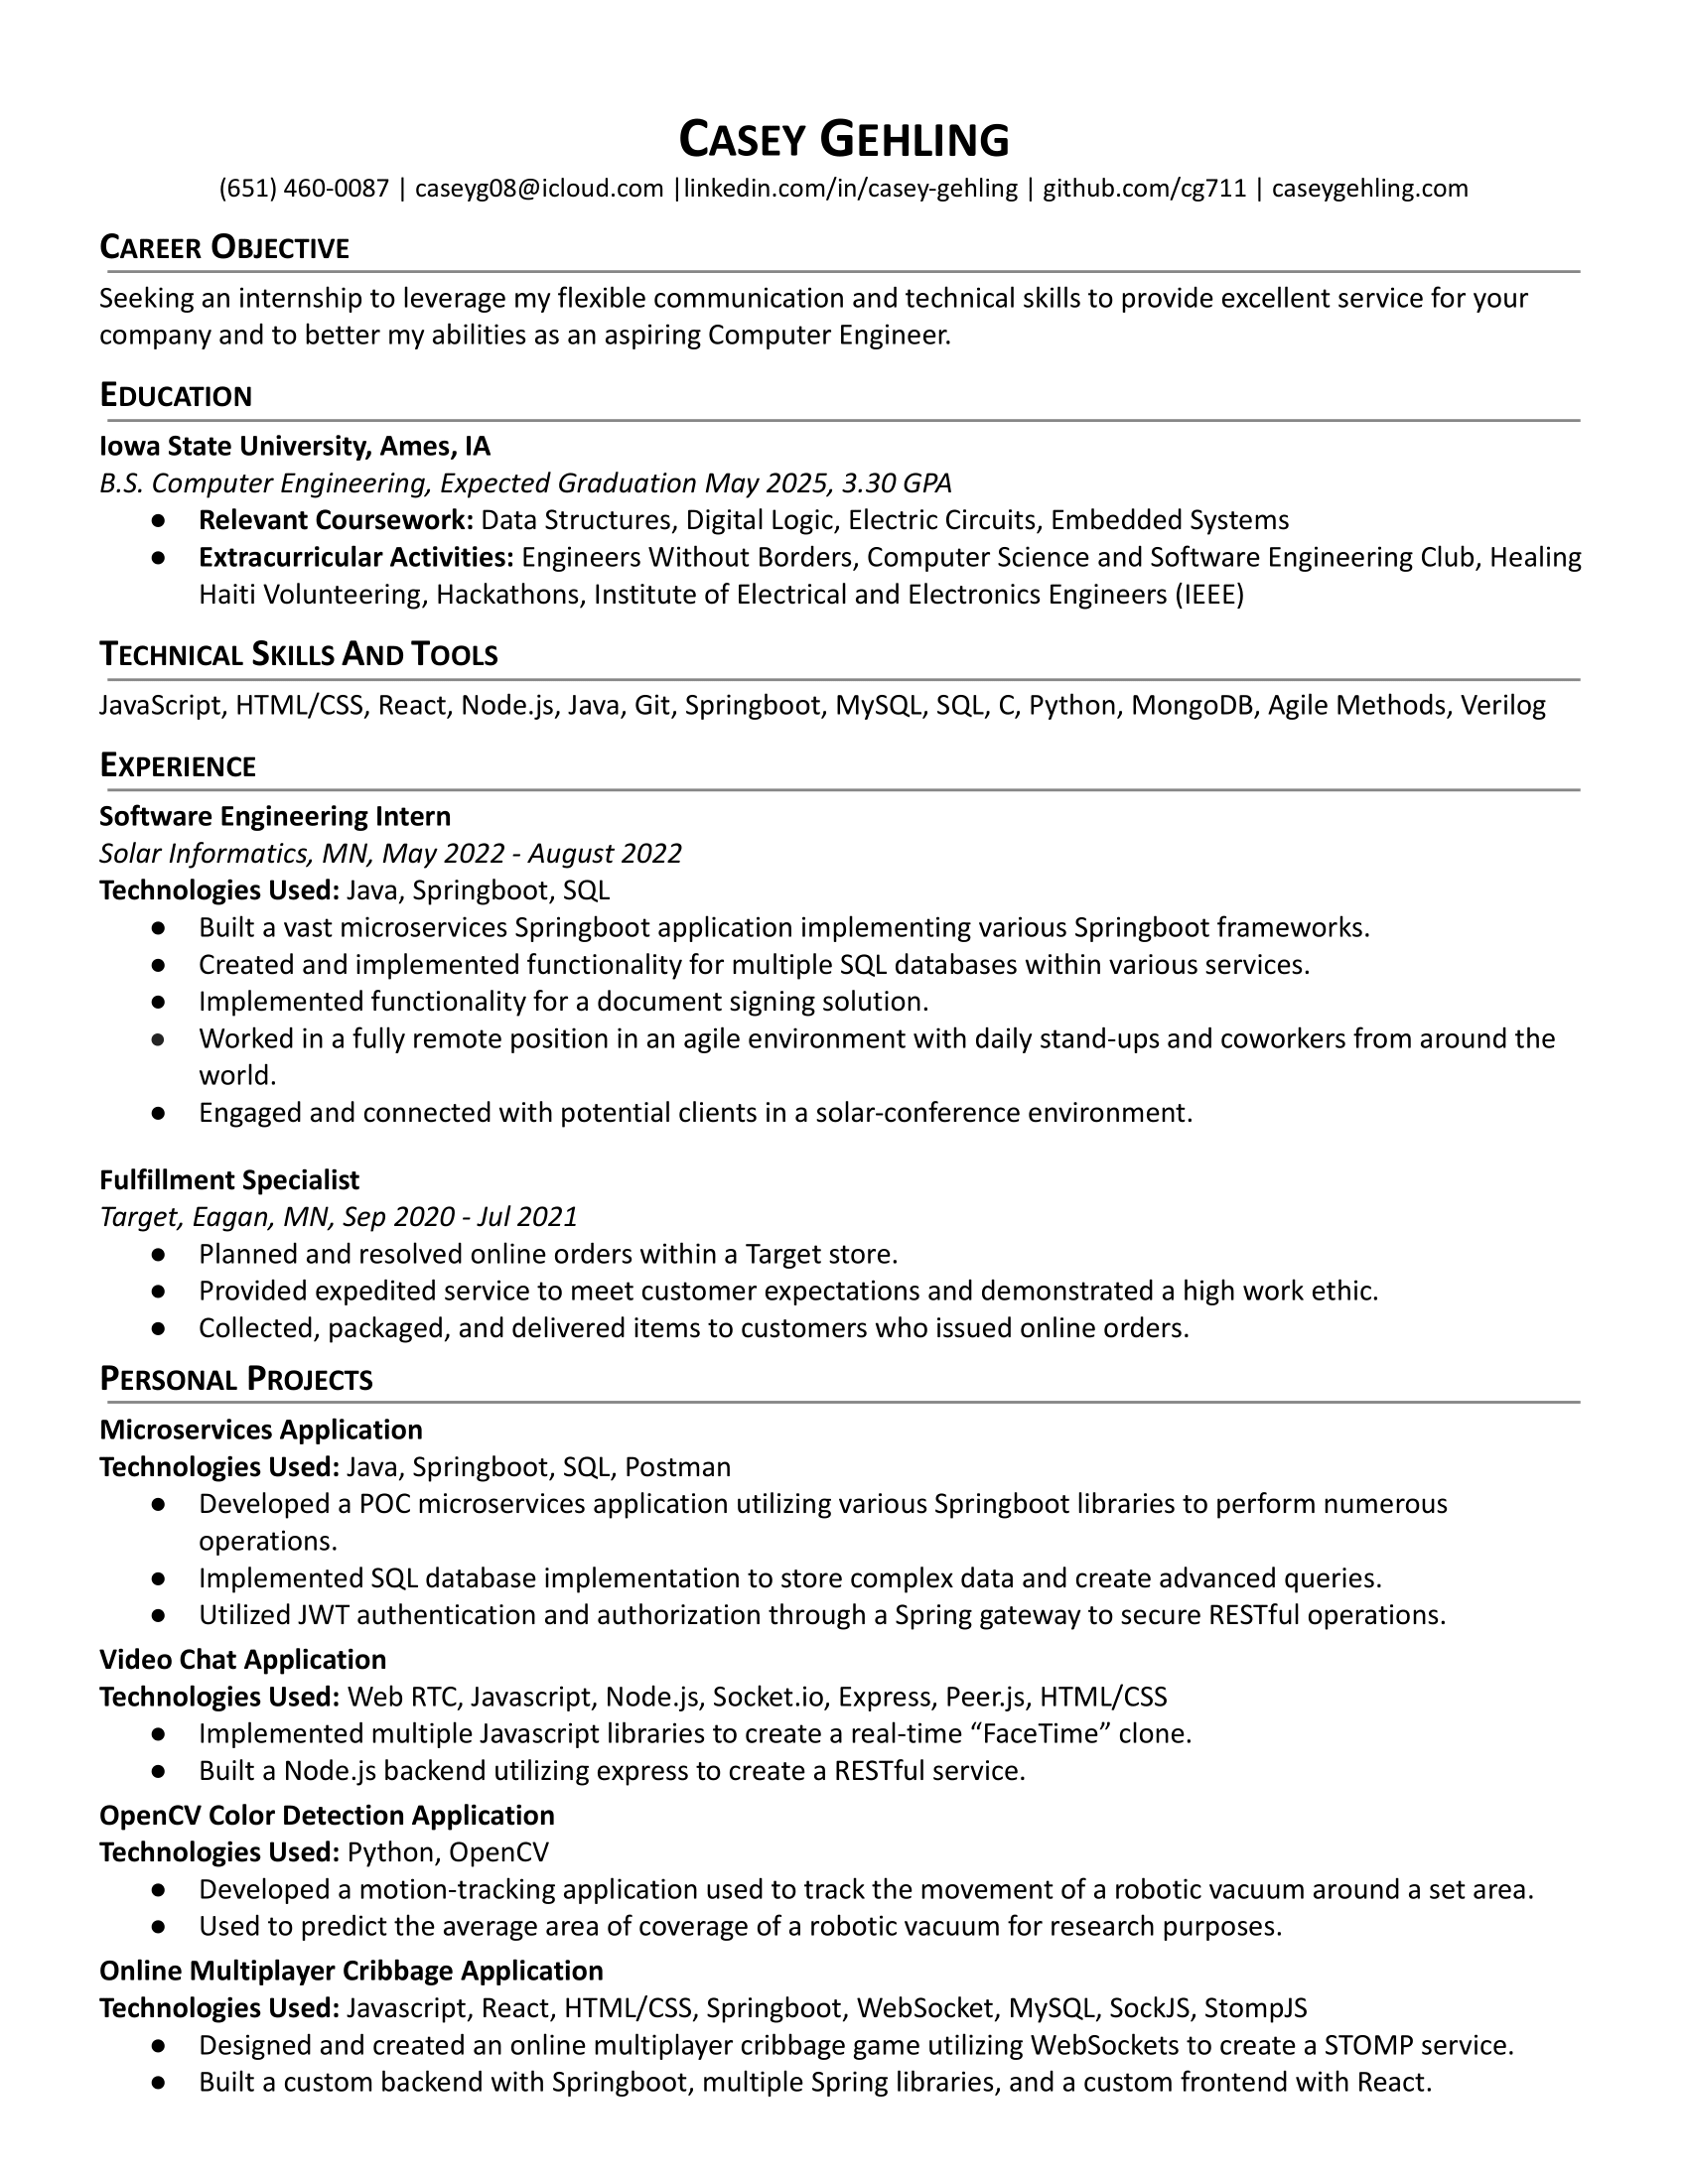 CASEY GEHLING
(651) 460-0087 | caseyg08@icloud.com |linkedin.com/in/casey-gehling | github.com/cg711 | caseygehling.com
CAREER OBJECTIVE
Seeking an internship to leverage my flexible communication and technical skills to provide excellent service for your
company and to better my abilities as an aspiring Computer Engineer.
EDUCATION
Iowa State University, Ames, IA
B.S. Computer Engineering, Expected Graduation May 2025, 3.30 GPA
● Relevant Coursework: Data Structures, Digital Logic, Electric Circuits, Embedded Systems
● Extracurricular Activities: Engineers Without Borders, Computer Science and Software Engineering Club, Healing
Haiti Volunteering, Hackathons, Institute of Electrical and Electronics Engineers (IEEE)
TECHNICAL SKILLS AND TOOLS
JavaScript, HTML/CSS, React, Node.js, Java, Git, Springboot, MySQL, SQL, C, Python, MongoDB, Agile Methods, Verilog
EXPERIENCE
Software Engineering Intern
Solar Informatics, MN, May 2022 - August 2022
Technologies Used: Java, Springboot, SQL
● Built a vast microservices Springboot application implementing various Springboot frameworks.
● Created and implemented functionality for multiple SQL databases within various services.
● Implemented functionality for a document signing solution.
● Worked in a fully remote position in an agile environment with daily stand-ups and coworkers from around the
world.
● Engaged and connected with potential clients in a solar-conference environment.
Fulfillment Specialist
Target, Eagan, MN, Sep 2020 - Jul 2021
● Planned and resolved online orders within a Target store.
● Provided expedited service to meet customer expectations and demonstrated a high work ethic.
● Collected, packaged, and delivered items to customers who issued online orders.
PERSONAL PROJECTS
Microservices Application
Technologies Used: Java, Springboot, SQL, Postman
● Developed a POC microservices application utilizing various Springboot libraries to perform numerous
operations.
● Implemented SQL database implementation to store complex data and create advanced queries.
● Utilized JWT authentication and authorization through a Spring gateway to secure RESTful operations.
Video Chat Application
Technologies Used: Web RTC, Javascript, Node.js, Socket.io, Express, Peer.js, HTML/CSS
● Implemented multiple Javascript libraries to create a real-time “FaceTime” clone.
● Built a Node.js backend utilizing express to create a RESTful service.
OpenCV Color Detection Application
Technologies Used: Python, OpenCV
● Developed a motion-tracking application used to track the movement of a robotic vacuum around a set area.
● Used to predict the average area of coverage of a robotic vacuum for research purposes.
Online Multiplayer Cribbage Application
Technologies Used: Javascript, React, HTML/CSS, Springboot, WebSocket, MySQL, SockJS, StompJS
● Designed and created an online multiplayer cribbage game utilizing WebSockets to create a STOMP service.
● Built a custom backend with Springboot, multiple Spring libraries, and a custom frontend with React.